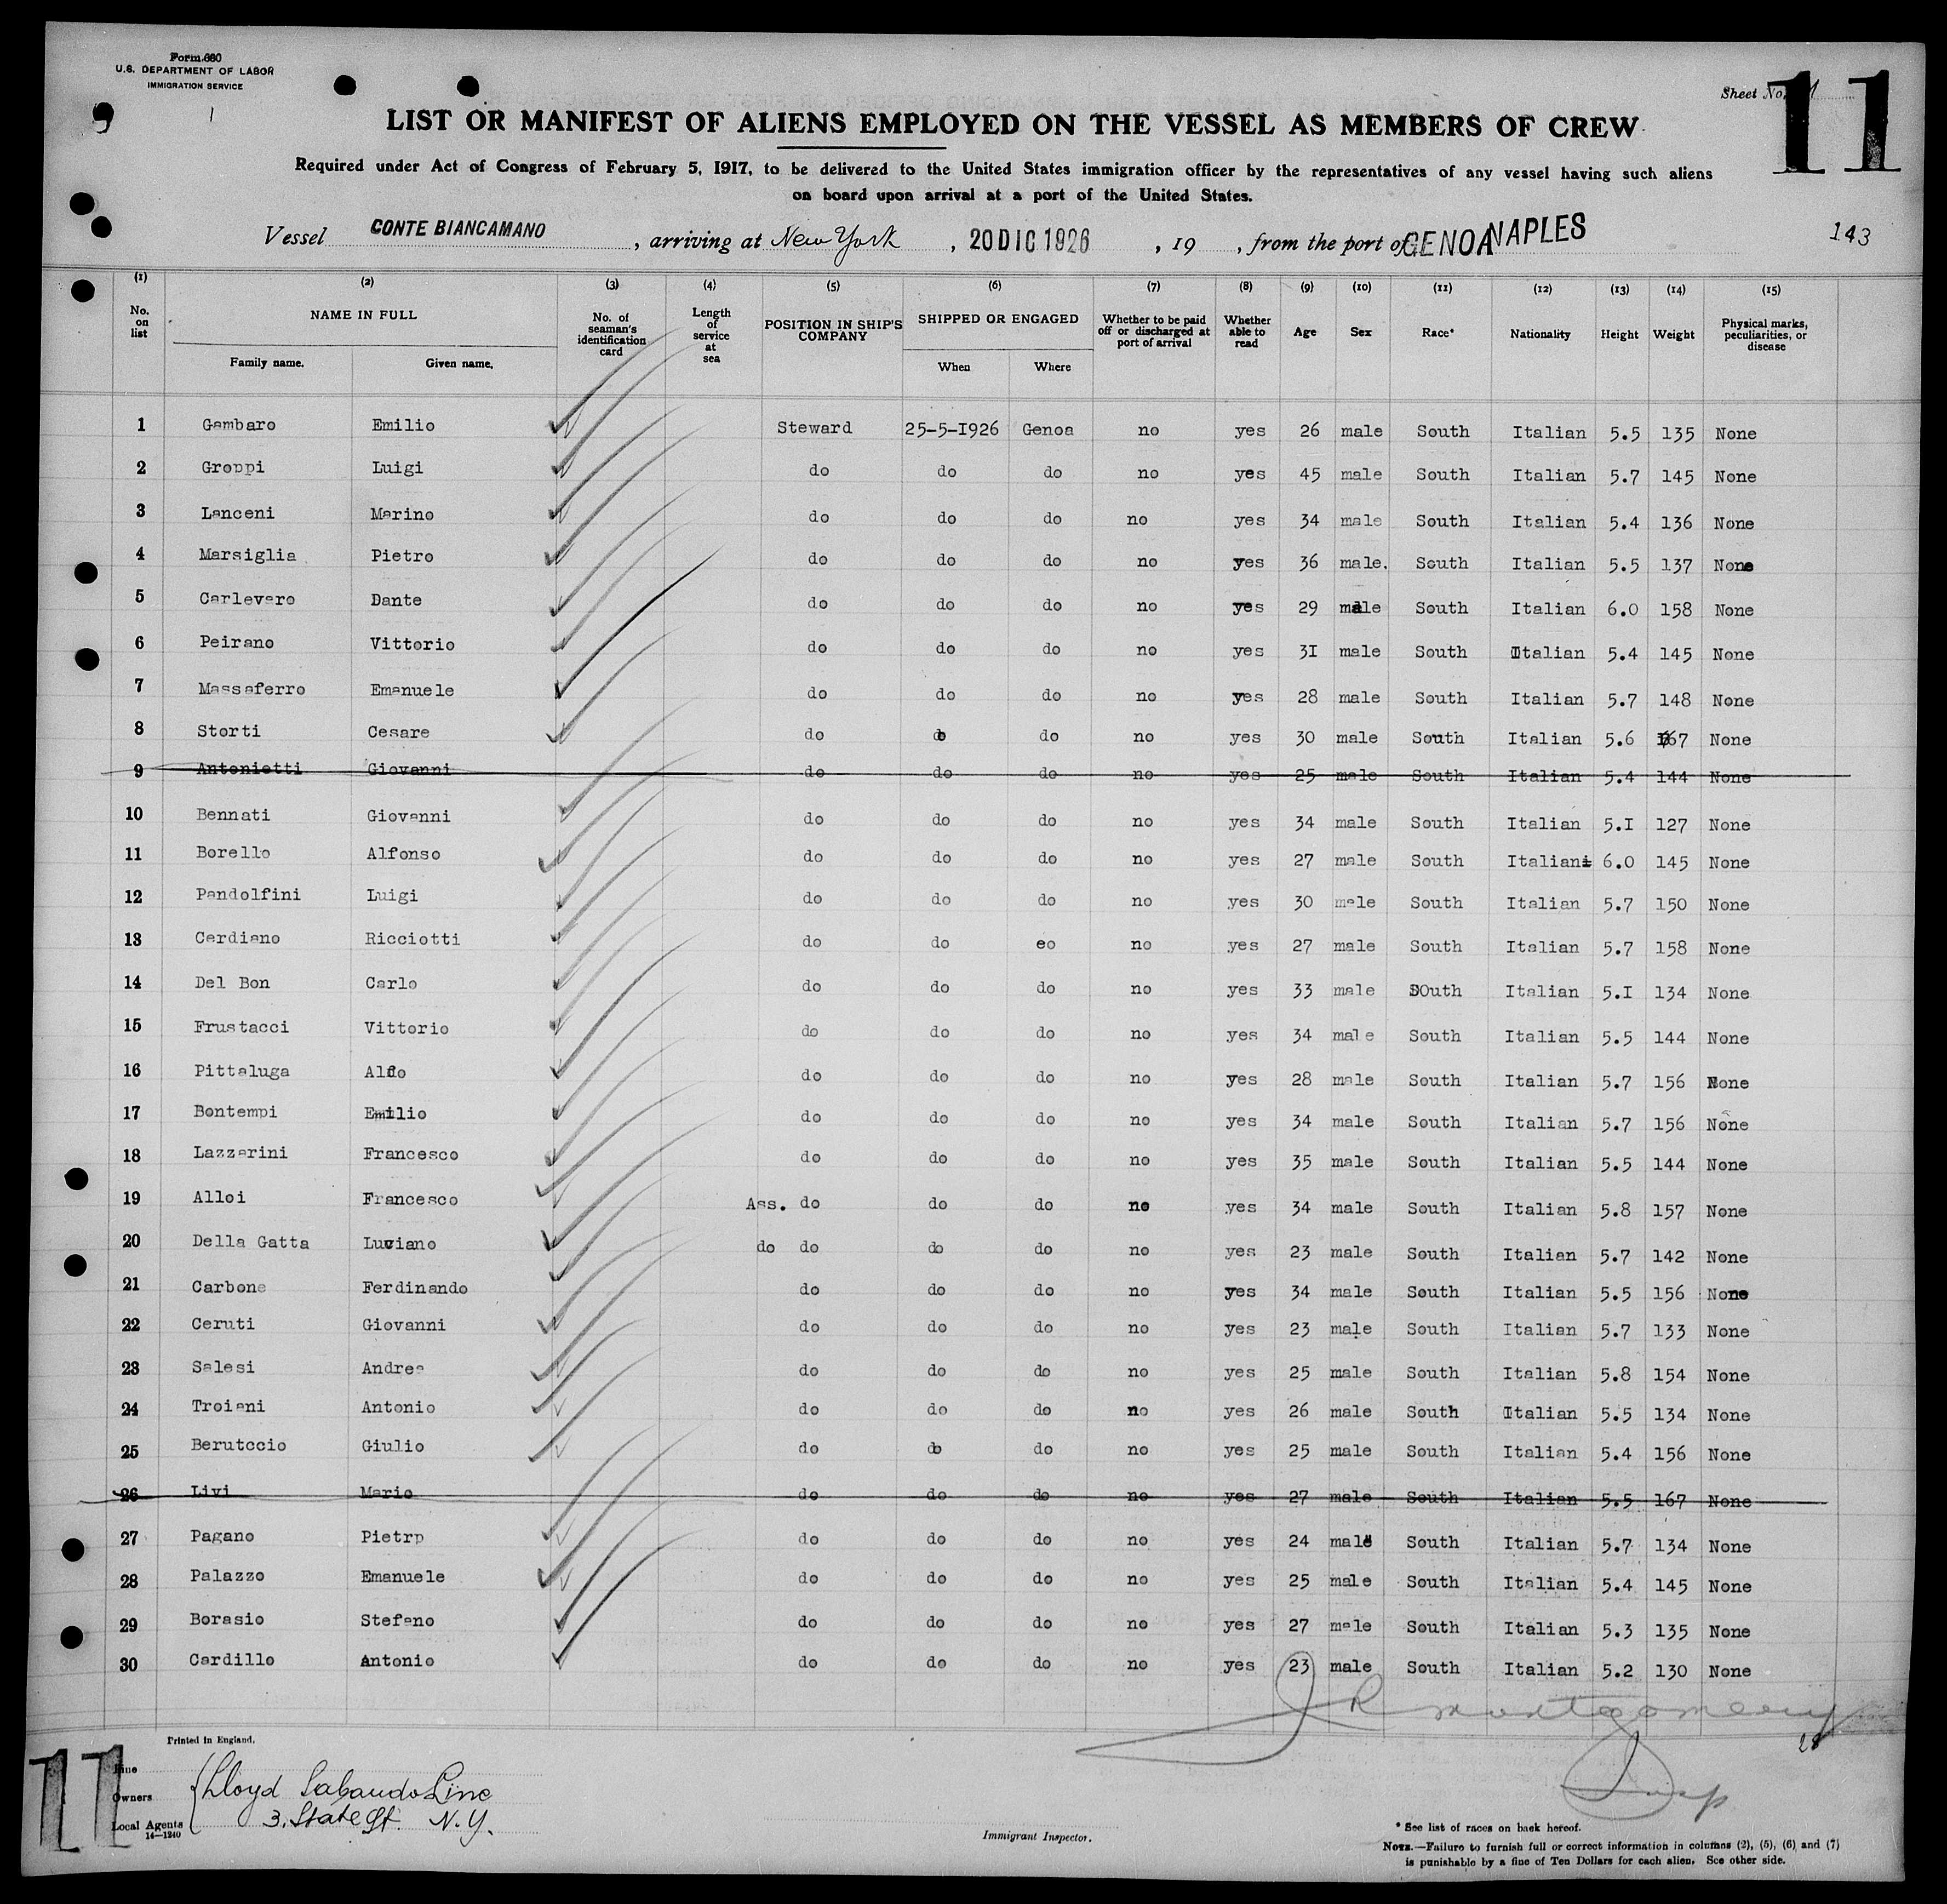 Form 680
U.S. DEPARTMENT OF LABOR
IMMIGRATION SERVICE
Sheet No.
11
LIST OR MANIFEST OF ALIENS EMPLOYED ON THE VESSEL AS MEMBERS OF CREW
Required under Act of Congress of February 5, 1917, to be delivered to the United States immigration officer by the representatives of any vessel having such aliens
on board upon arrival at a port of the United States.
Vessel CONTE BIANCAMANO, arriving at New York, 20 DIC 1926, 19 , from the port of GENOA NAPLES 143
(1) (2) (3) (4) (5) (6) (7) (8) (9) (10) (11) (12) (13) (14) (15)
No. on list NAME IN FULL Family name. Given name. No. of seaman's identification card Length of service at sea POSITION IN SHIP'S COMPANY SHIPPED OR ENGAGED When Where Whether to be paid off or discharged at port of arrival Whether able to read Age Sex Race* Nationality Height Weight Physical marks, peculiarities, or disease
1 Gambaro Emilio Steward 25-5-1926 Genoa no yes 26 male South Italian 5.5 135 None
2 Groppi Luigi do do do no yes 45 male South Italian 5.7 145 None
3 Lanceni Marino do do do no yes 34 male South Italian 5.4 136 None
4 Marsiglia Pietro do do do no yes 36 male. South Italian 5.5 137 None
5 Carlevaro Dante do do do no yes 29 male South Italian 6.0 158 None
6 Peirano Vittorio do do do no yes 31 male South Italian 5.4 145 None
7 Massaferro Emanuele do do do no yes 28 male South Italian 5.7 148 None
8 Storti Cesare do do do no yes 30 male South Italian 5.6 167 None
9 Antonietti Giovanni do do do no yes 25 male South Italian 5.4 144 None
10 Bennati Giovanni do do do no yes 34 male South Italian 5.1 127 None
11 Borello Alfonso do do do no yes 27 male South Italian 6.0 145 None
12 Pandolfini Luigi do do do no yes 30 male South Italian 5.7 150 None
13 Cardiano Ricciotti do do eo no yes 27 male South Italian 5.7 158 None
14 Del Bon Carlo do do do no yes 33 male SOuth Italian 5.1 134 None
15 Frustacci Vittorio do do do no yes 34 male South Italian 5.5 144 None
16 Pittaluga do do do no yes 28 male South Italian 5.7 156 None
17 Bontempi Emilio do do do no yes 34 male South Italian 5.7 156 None
18 Lazzarini Francesco do do do no yes 35 male South Italian 5.5 144 None
19 Alloi Francesco Ass. do do do no yes 34 male South Italian 5.8 157 None
20 Della Gatta Luciano do do do do no yes 23 male South Italian 5.7 142 None
21 Carbone Ferdinando do do do no yes 34 male South Italian 5.5 156 None
22 Ceruti Giovanni do do do no yes 23 male South Italian 5.7 133 None
23 Salesi Andrea do do do no yes 25 male South Italian 5.8 154 None
24 Troiani Antonio do do do no yes 26 male South Italian 5.5 134 None
25 Berutccio Giulio do do do no yes 25 male South Italian 5.4 156 None
26 Livi Mario do do do no yes 27 male South Italian 5.5 167 None
27 Pagano Pietrp do do do no yes 24 male South Italian 5.7 134 None
28 Palazzo Emanuele do do do no yes 25 male South Italian 5.4 145 None
29 Borasio Stefano do do do no yes 27 male South Italian 5.3 135 None
30 Cardillo Antonio do do do no yes 23 male South Italian 5.2 130 None
J R Montgomery
28
Insp
Printed in England.
11
Line
Owners Lloyd Sabaudo Line
Local Agents 3. State St. N.Y.
14—1240
Immigrant Inspector.
* See list of races on back hereof.
NOTE.—Failure to furnish full or correct information in columns (2), (5), (6) and (7)
is punishable by a fine of Ten Dollars for each alien. See other side.